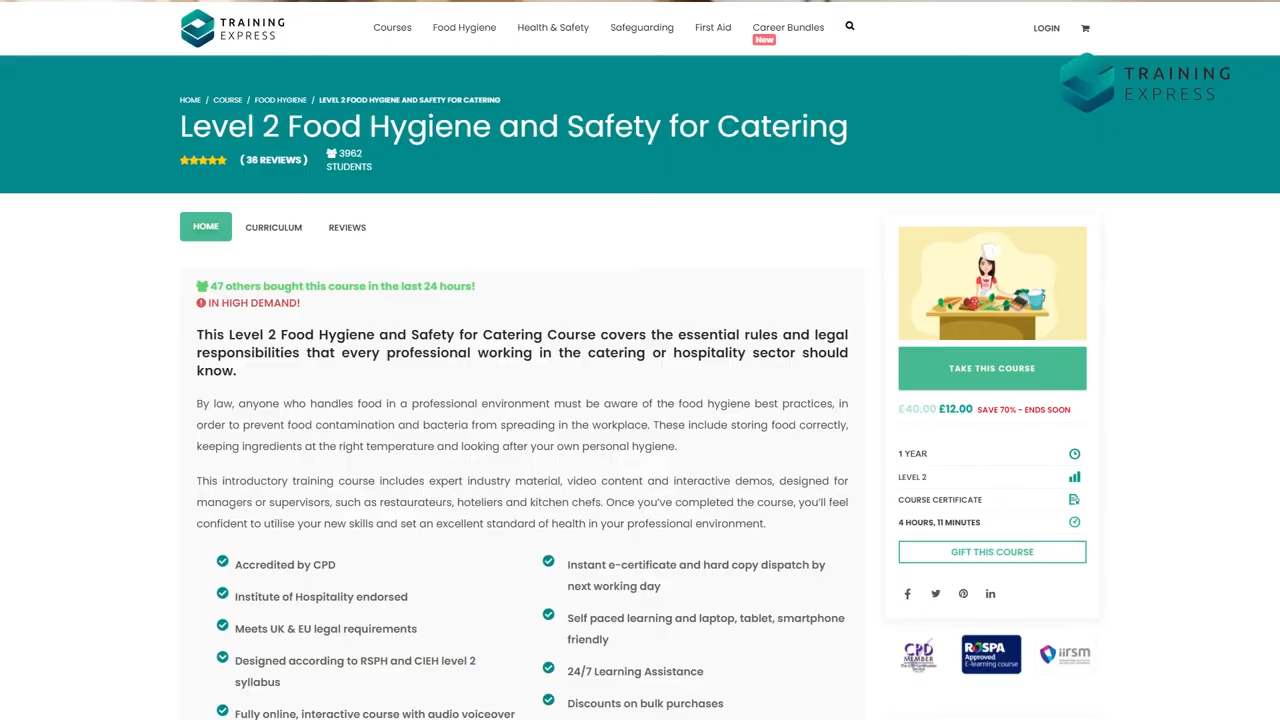 TRAINING
EXPRESS
Courses
Food Hygiene
Health & Safety
Safeguarding
First Aid
Career Bundles
New
LOGIN
TRAINING
EXPRESS
HOME / COURSE / FOOD HYGIENE / LEVEL 2 FOOD HYGIENE AND SAFETY FOR CATERING
Level 2 Food Hygiene and Safety for Catering
( 36 REVIEWS )
3962
STUDENTS
HOME
CURRICULUM
REVIEWS
47 others bought this course in the last 24 hours!
IN HIGH DEMAND!
This Level 2 Food Hygiene and Safety for Catering Course covers the essential rules and legal
responsibilities that every professional working in the catering or hospitality sector should
know.
By law, anyone who handles food in a professional environment must be aware of the food hygiene best practices, in
order to prevent food contamination and bacteria from spreading in the workplace. These include storing food correctly,
keeping ingredients at the right temperature and looking after your own personal hygiene.
This introductory training course includes expert industry material, video content and interactive demos, designed for
managers or supervisors, such as restaurateurs, hoteliers and kitchen chefs. Once you've completed the course, you'll feel
confident to utilise your new skills and set an excellent standard of health in your professional environment.
Accredited by CPD
Institute of Hospitality endorsed
Meets UK & EU legal requirements
Designed according to RSPH and CIEH level 2
syllabus
Fully online, interactive course with audio voiceover
Instant e-certificate and hard copy dispatch by
next working day
Self paced learning and laptop, tablet, smartphone
friendly
24/7 Learning Assistance
Discounts on bulk purchases
TAKE THIS COURSE
£40.00 £12.00 SAVE 70% - ENDS SOON
1 YEAR
LEVEL 2
COURSE CERTIFICATE
4 HOURS, 11 MINUTES
GIFT THIS COURSE
CPD
MEMBER
RoSPA
Approved
E-learning course
iirsm